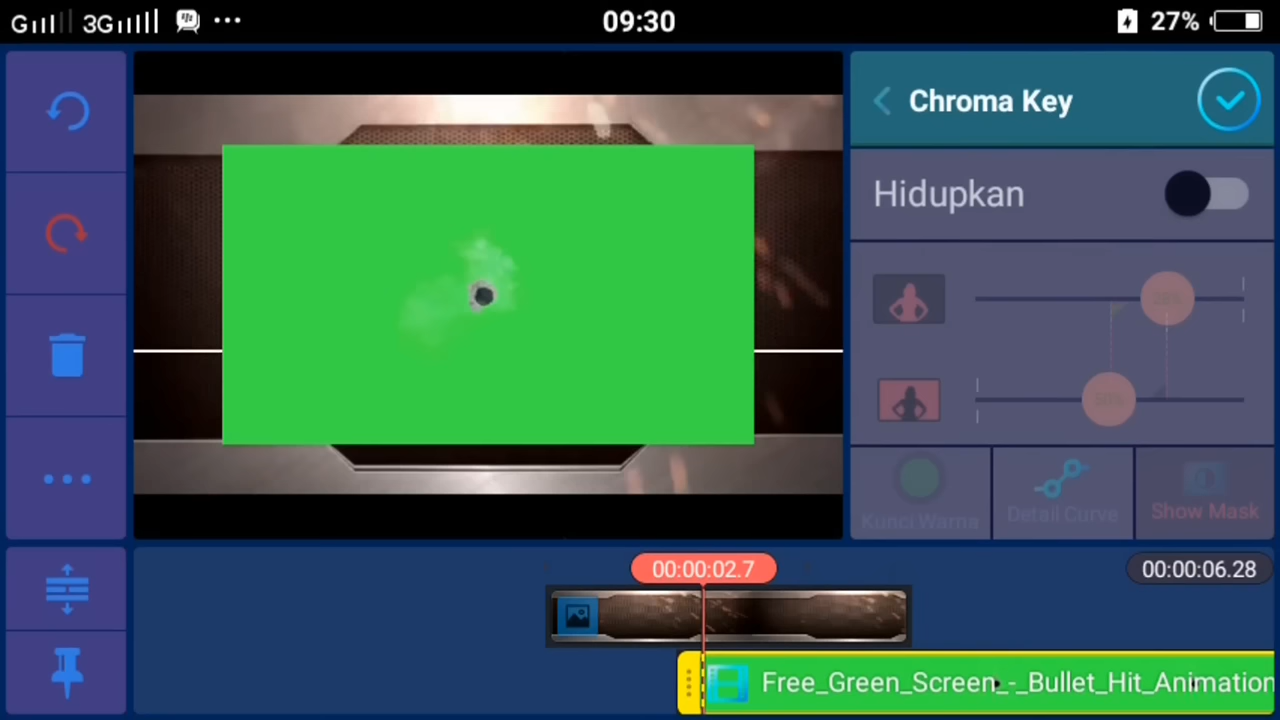 G 3G 09:30 27%
Chroma Key
Hidupkan
50%
Kunci Warna Detail Curve Show Mask
00:00:02.7 00:00:06.28
Free_Green_Screen_-_Bullet_Hit_Animation